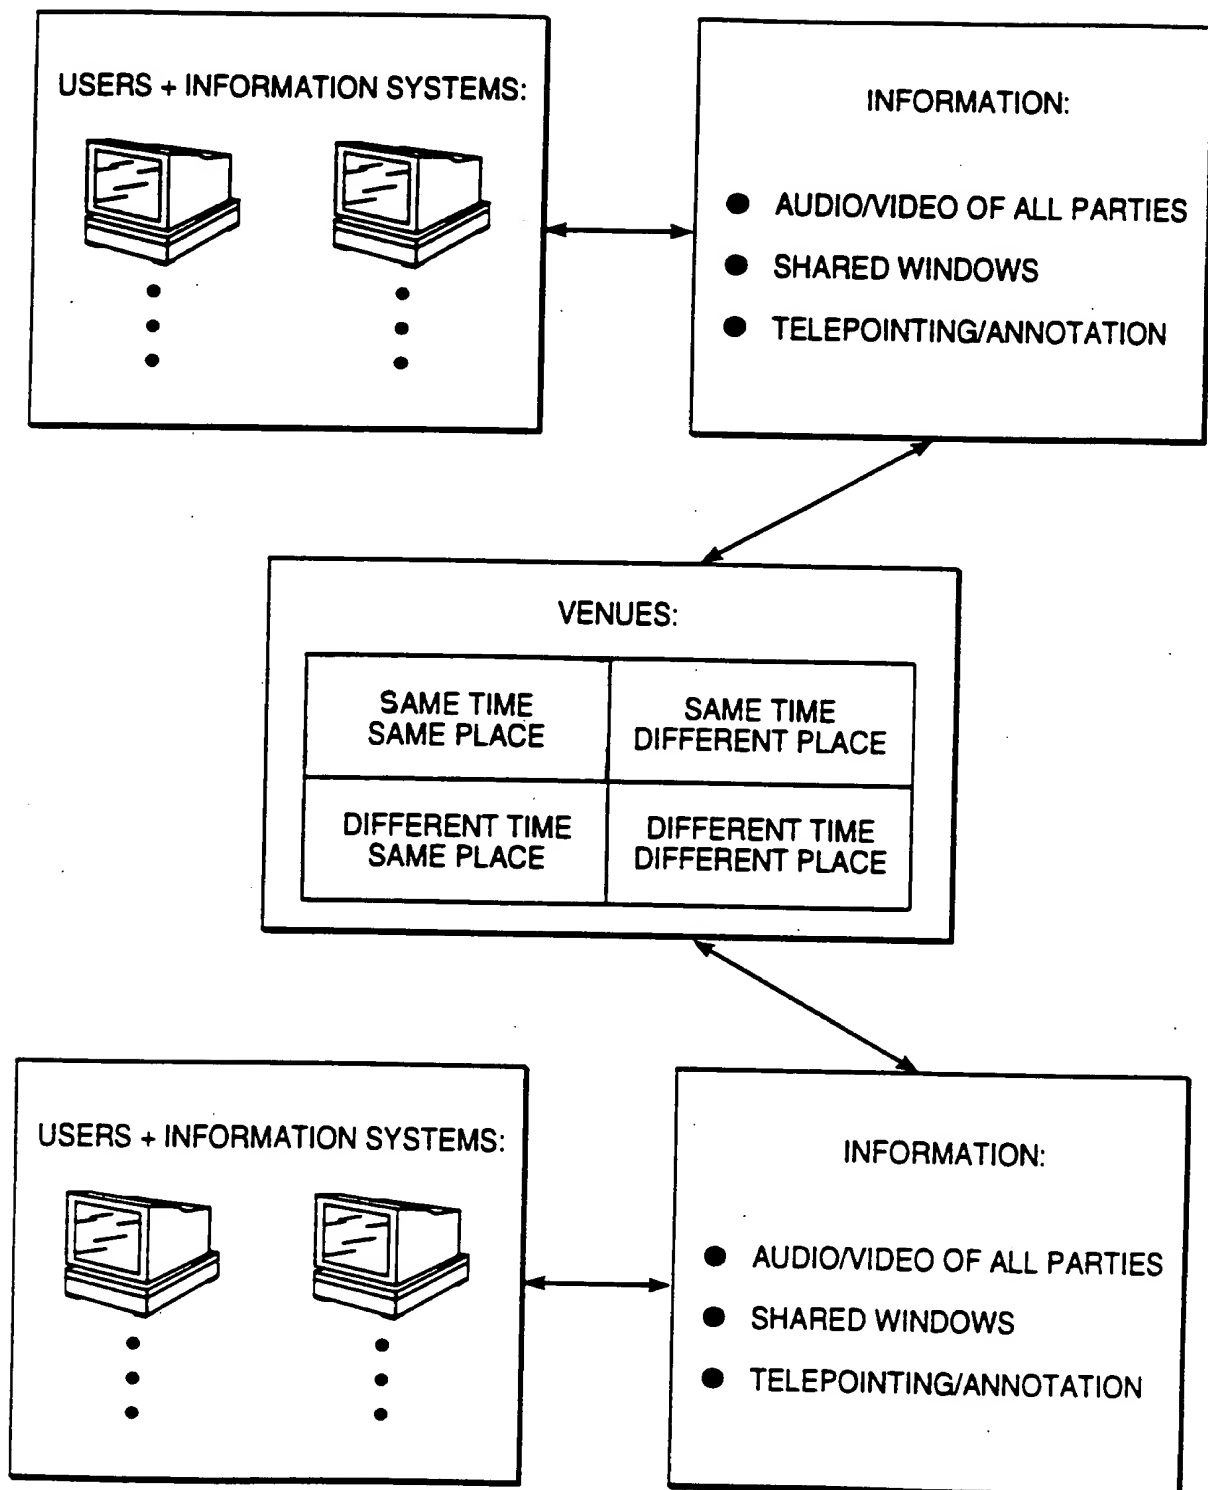 USERS + INFORMATION SYSTEMS:
INFORMATION:
● AUDIO/VIDEO OF ALL PARTIES
● SHARED WINDOWS
● TELEPOINTING/ANNOTATION
VENUES:
SAME TIME
SAME PLACE
SAME TIME
DIFFERENT PLACE
DIFFERENT TIME
SAME PLACE
DIFFERENT TIME
DIFFERENT PLACE
USERS + INFORMATION SYSTEMS:
INFORMATION:
● AUDIO/VIDEO OF ALL PARTIES
● SHARED WINDOWS
● TELEPOINTING/ANNOTATION